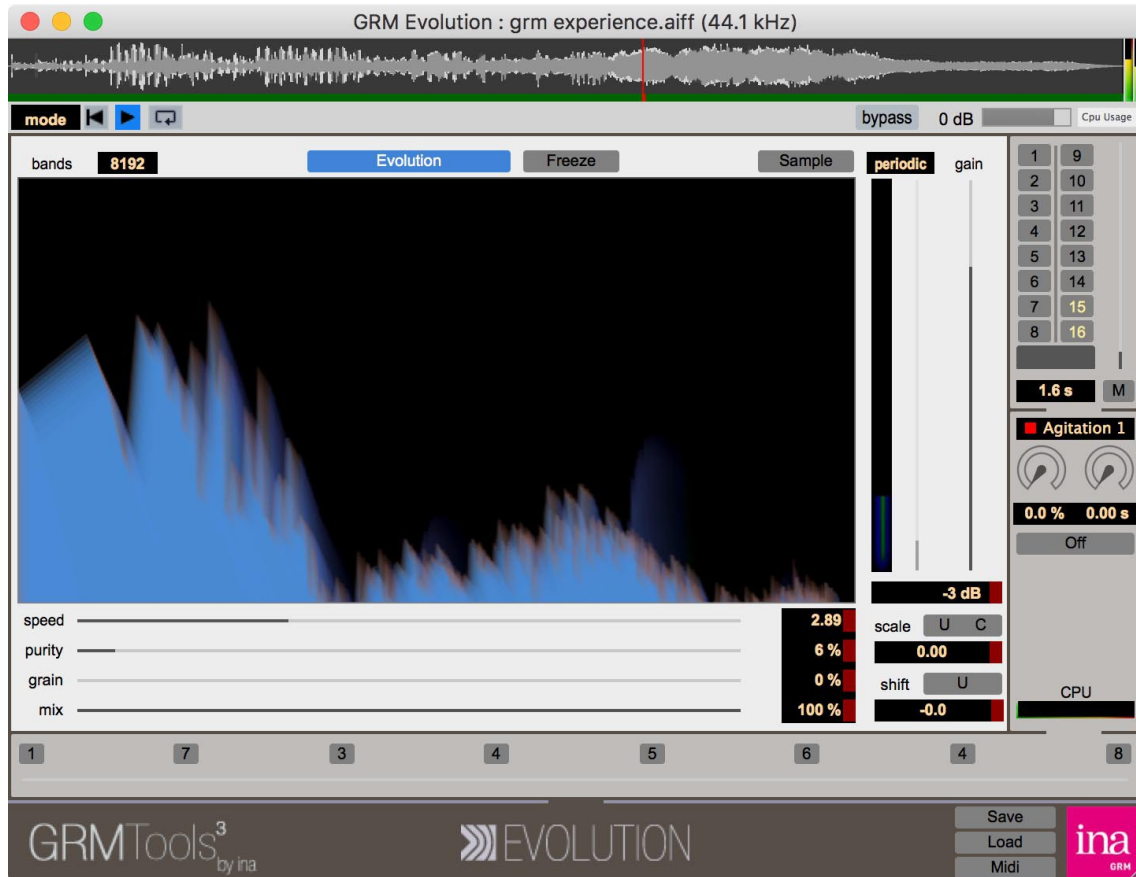 GRM Evolution : grm experience.aiff (44.1 kHz)
mode bypass 0 dB Cpu Usage
bands 8192 Evolution Freeze Sample periodic gain
1 9
2 10
3 11
4 12
5 13
6 14
7 15
8 16
1.6 s M
Agitation 1
0.0 % 0.00 s
Off
-3 dB
speed 2.89
purity 6 %
grain 0 %
mix 100 %
scale U C
0.00
shift U
-0.0
CPU
1 7 3 4 5 6 4 8
GRMTools3 by ina
EVOLUTION
Save
Load
Midi
ina
GRM